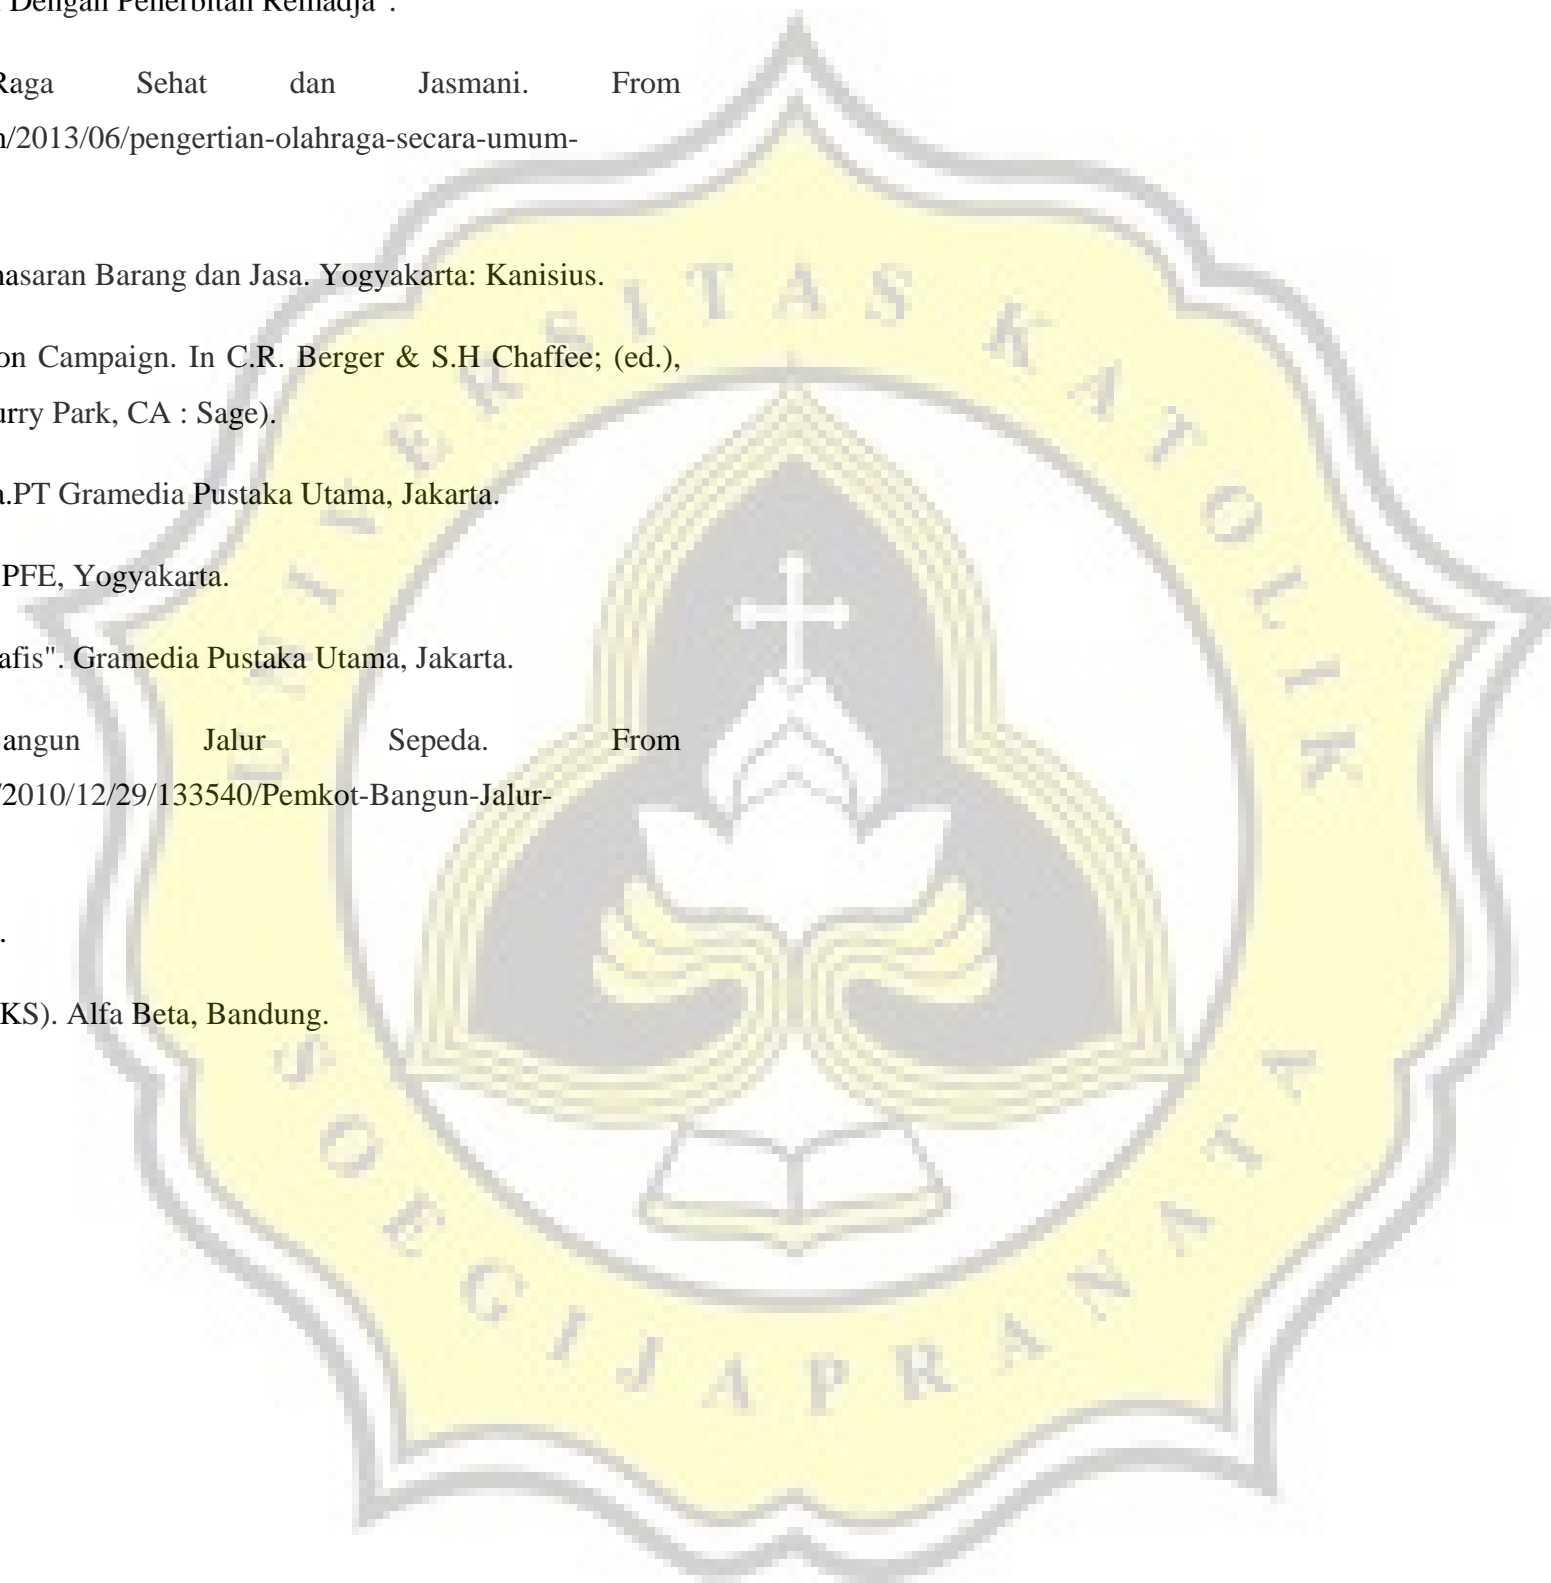 Dengan Penerbitan Remadja".
Raga Sehat dan Jasmani. From
/2013/06/pengertian-olahraga-secara-umum-
asaran Barang dan Jasa. Yogyakarta: Kanisius.
on Campaign. In C.R. Berger & S.H Chaffee; (ed.),
urry Park, CA : Sage).
a.PT Gramedia Pustaka Utama, Jakarta.
PFE, Yogyakarta.
afis". Gramedia Pustaka Utama, Jakarta.
angun Jalur Sepeda. From
/2010/12/29/133540/Pemkot-Bangun-Jalur-
.
KS). Alfa Beta, Bandung.
UNIVERSITAS KATOLIK
SOEGIJAPRANATA